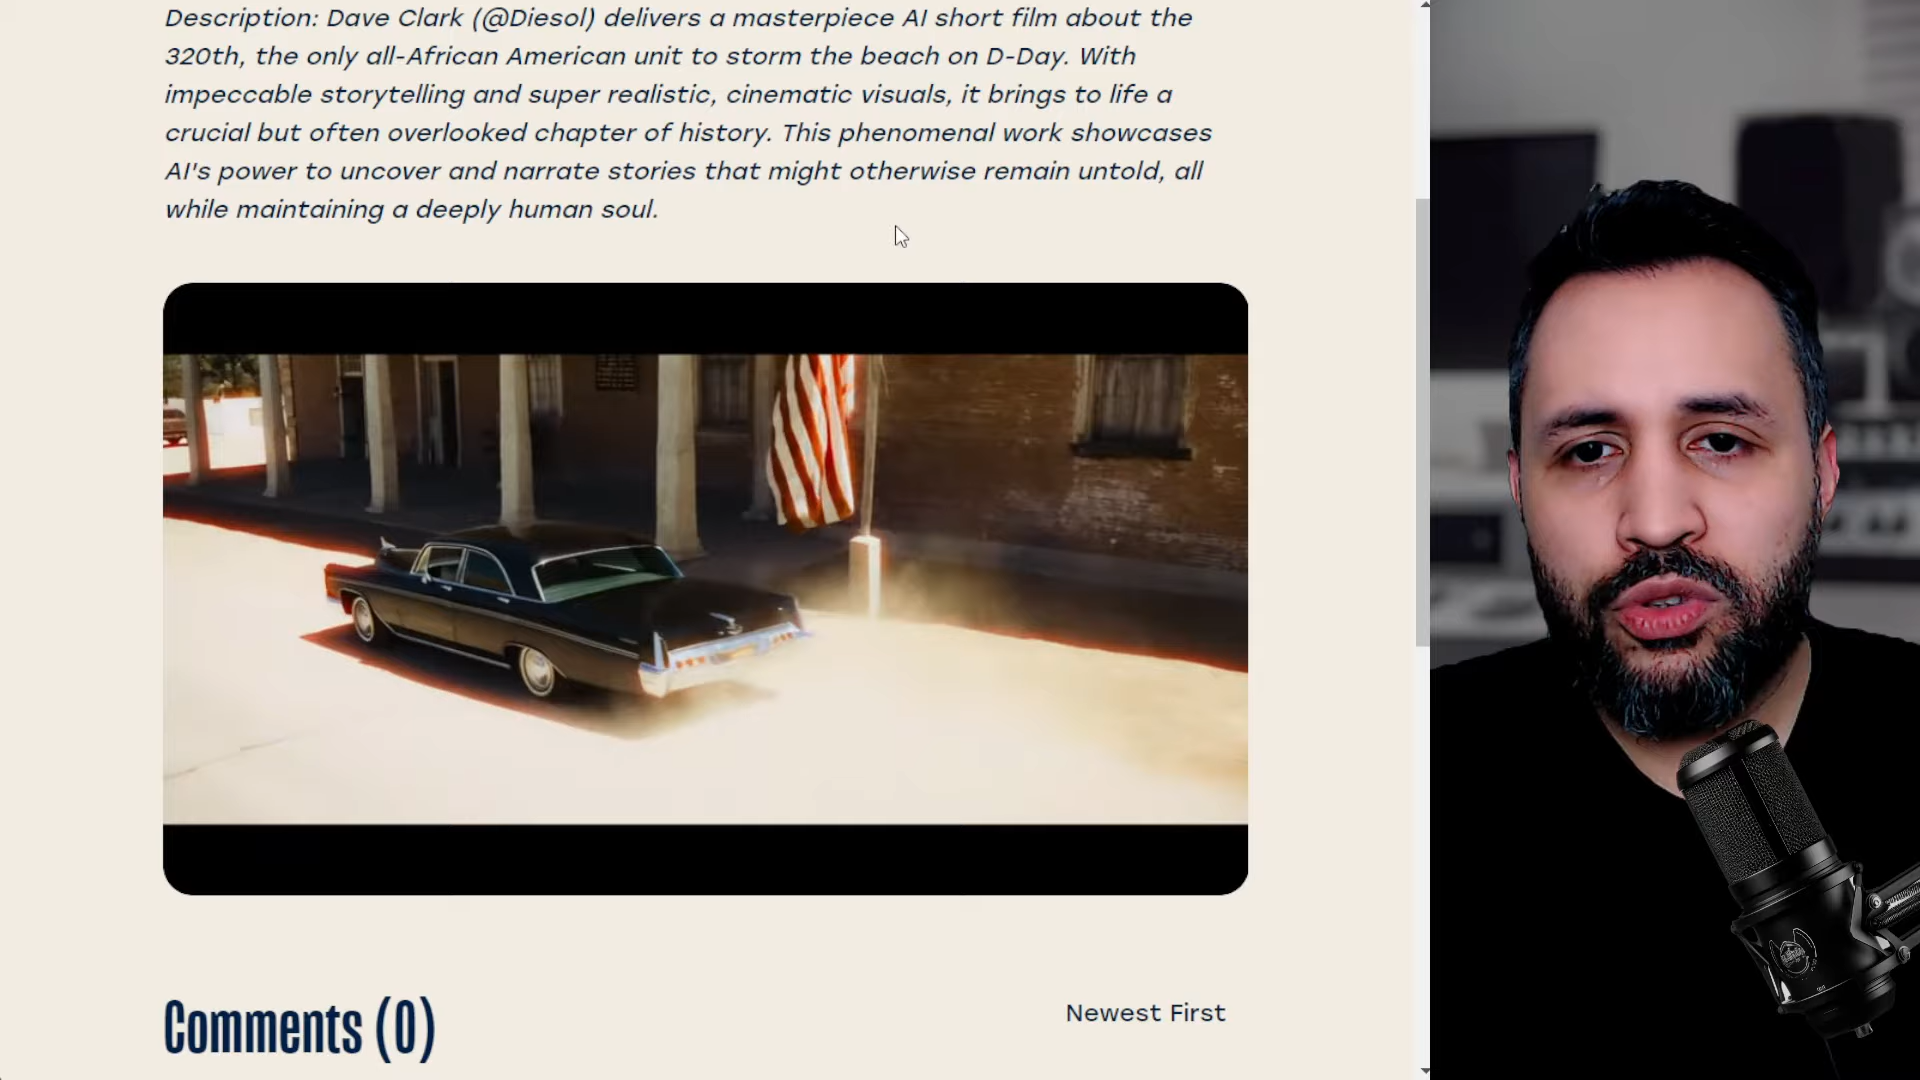 Description: Dave Clark (@Diesol) delivers a masterpiece AI short film about the
320th, the only all-African American unit to storm the beach on D-Day. With
impeccable storytelling and super realistic, cinematic visuals, it brings to life a
crucial but often overlooked chapter of history. This phenomenal work showcases
AI's power to uncover and narrate stories that might otherwise remain untold, all
while maintaining a deeply human soul.
Comments (0)
Newest First